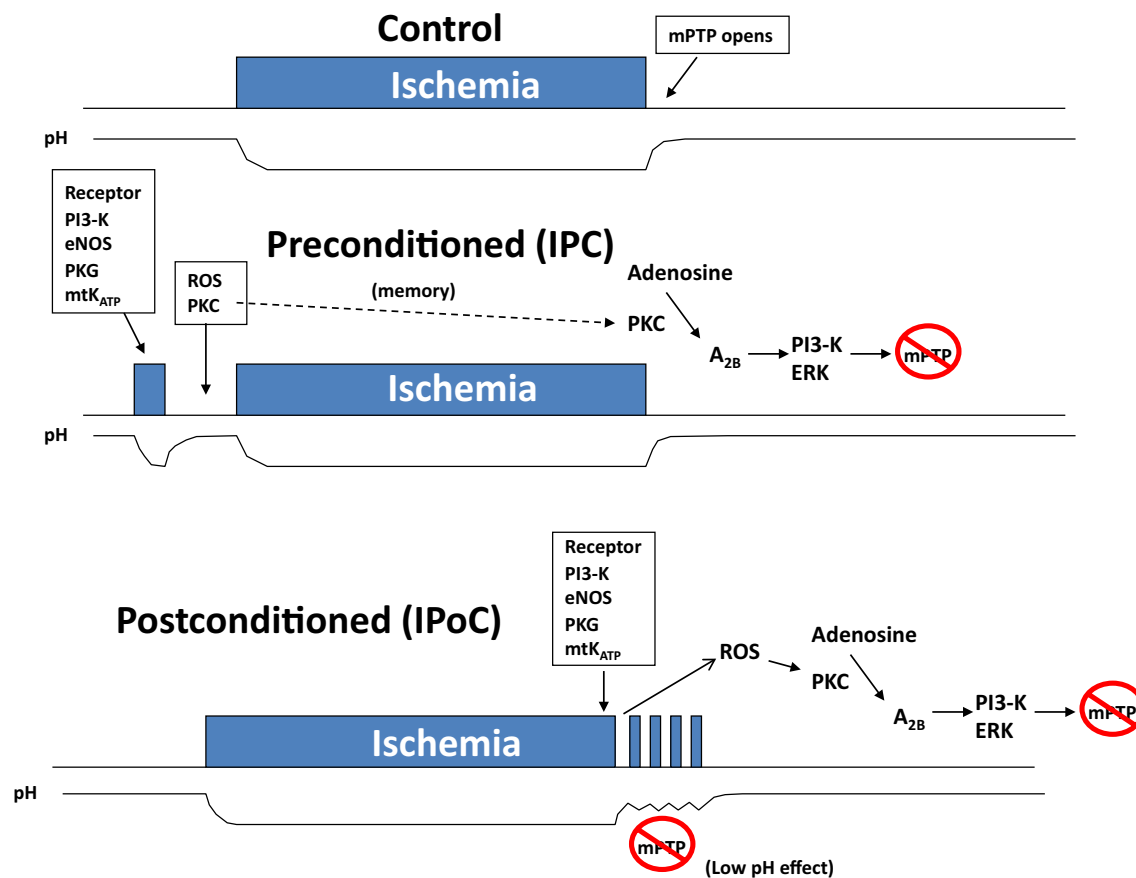 Control
mPTP opens
Ischemia
pH
Receptor
PI3-K
eNOS
PKG
mtKATP
Preconditioned (IPC)
ROS
PKC
(memory)
Adenosine
PKC
A2B
PI3-K
ERK
mPTP
Ischemia
pH
Postconditioned (IPoC)
Receptor
PI3-K
eNOS
PKG
mtKATP
ROS
Adenosine
PKC
A2B
PI3-K
ERK
mPTP
Ischemia
pH
mPTP
(Low pH effect)